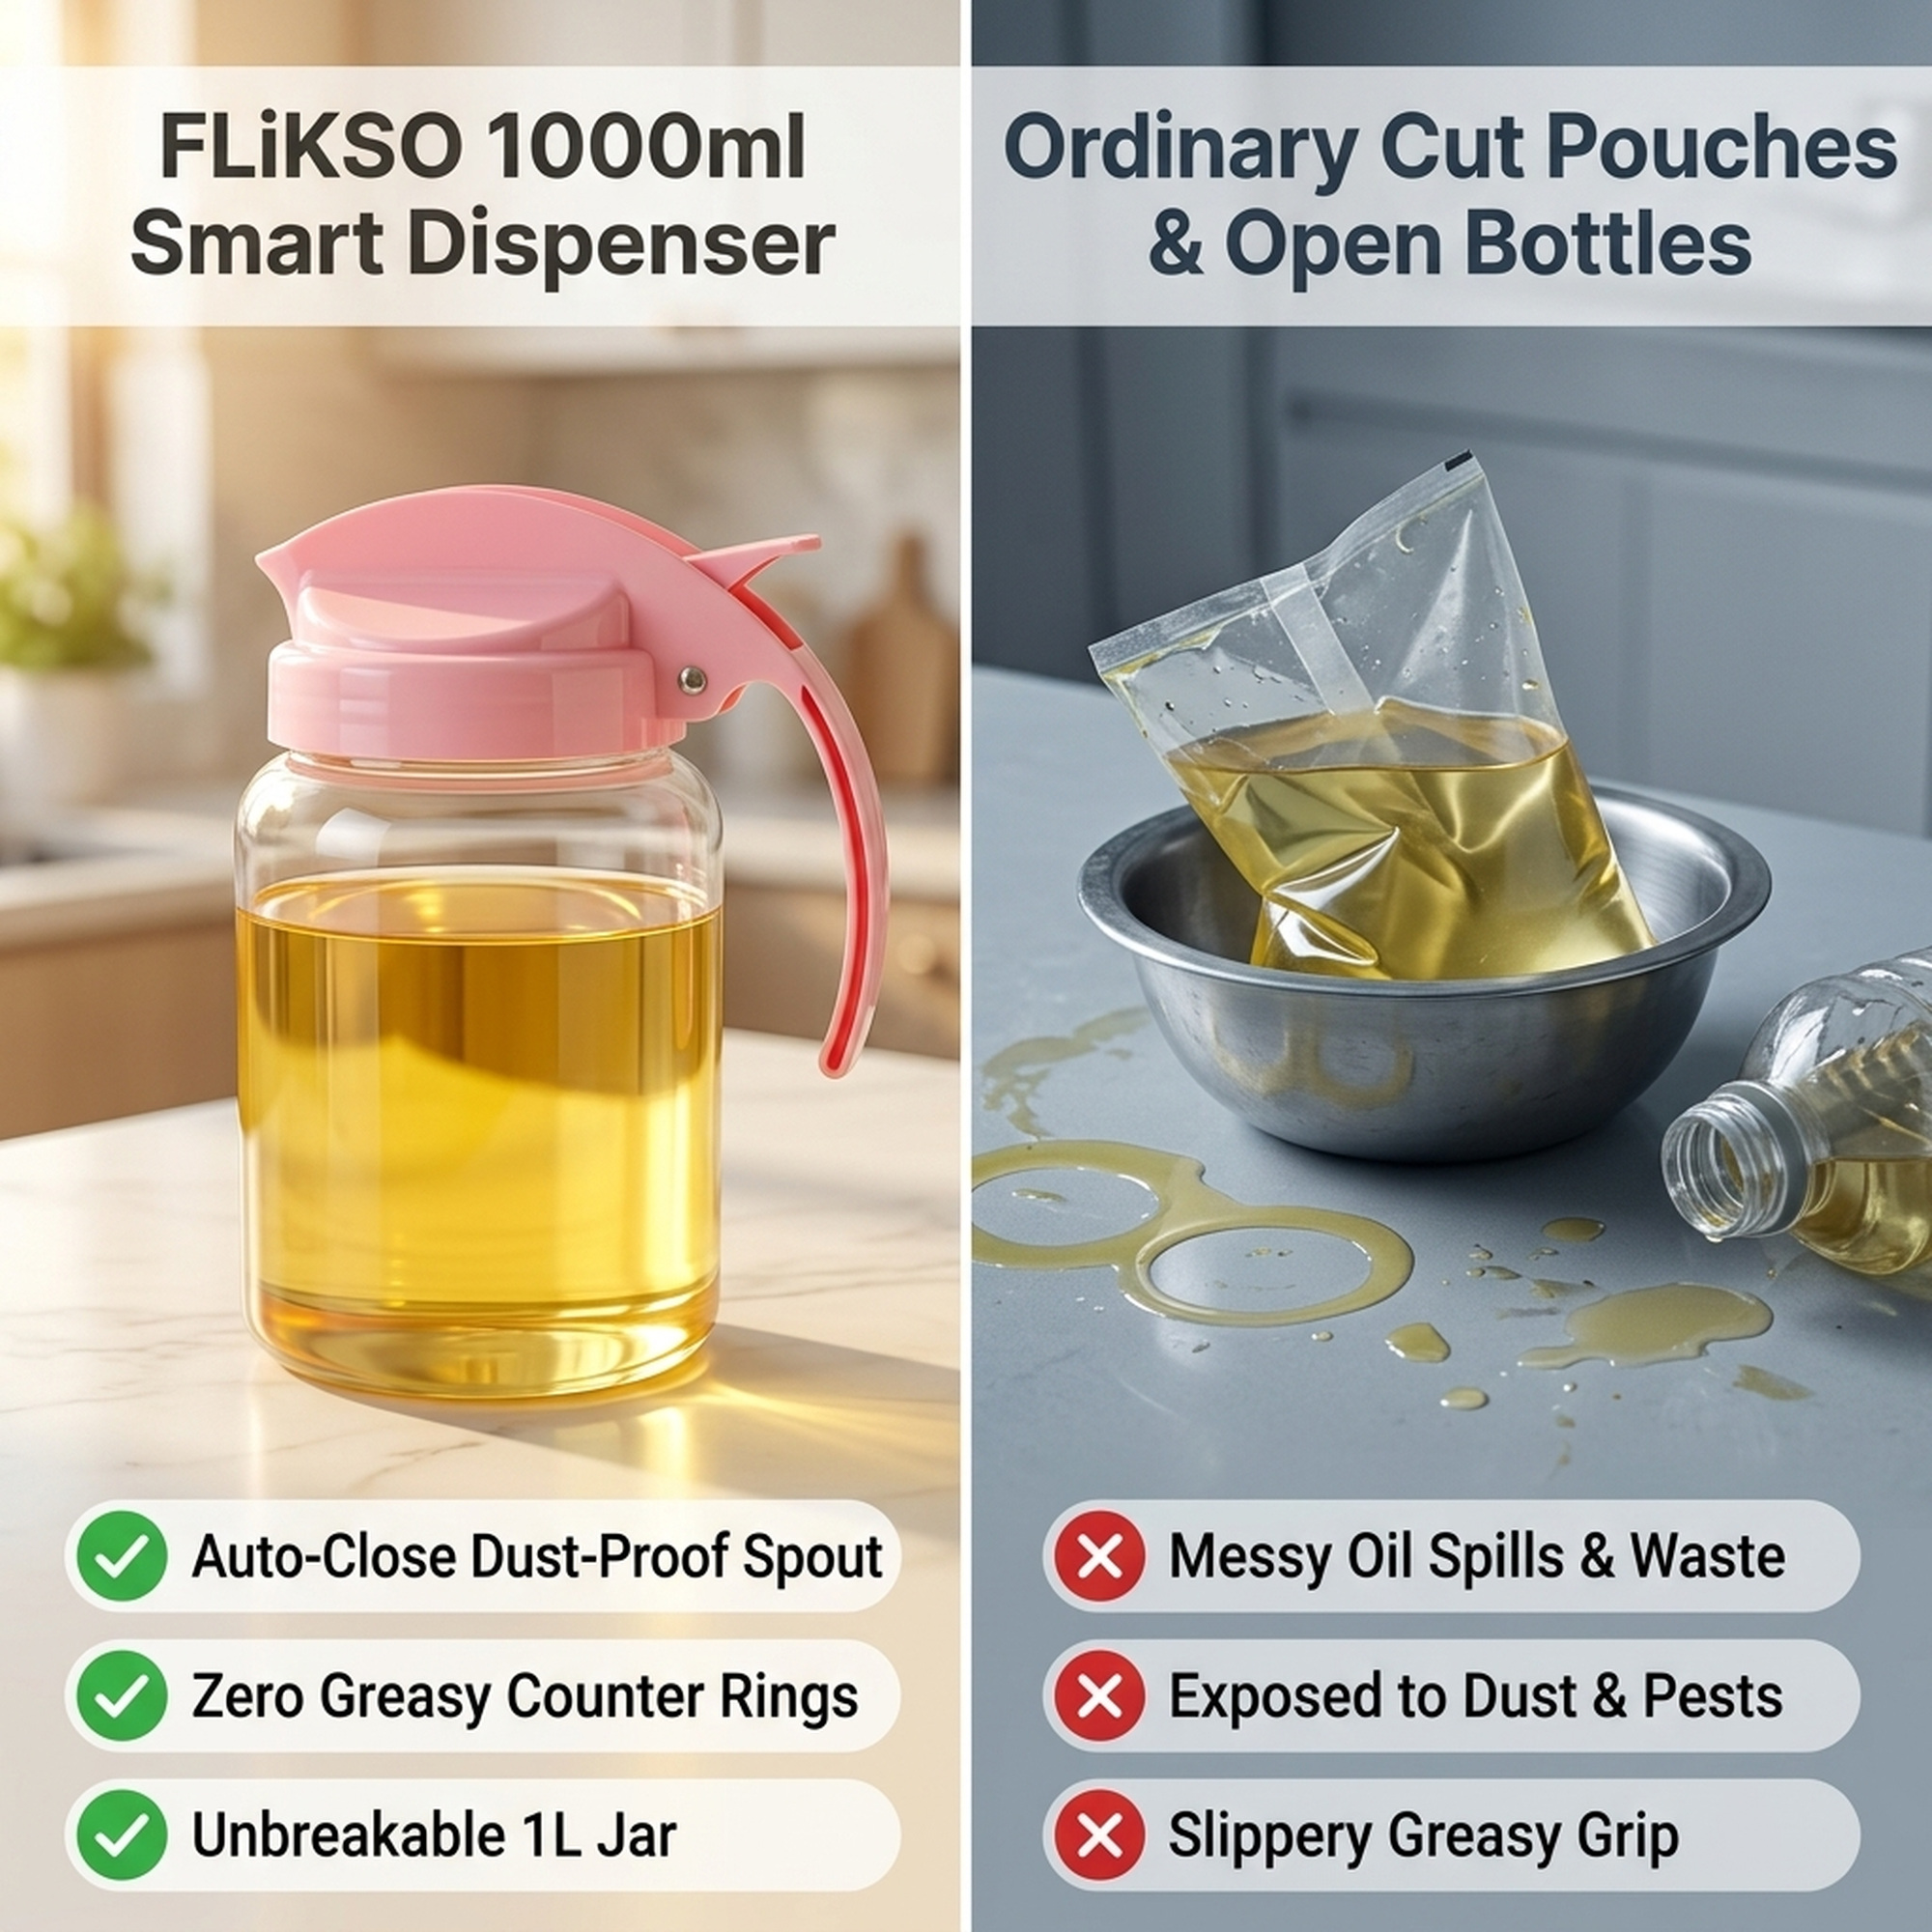 FLiKSO 1000ml
Smart Dispenser
Auto-Close Dust-Proof Spout
Zero Greasy Counter Rings
Unbreakable 1L Jar
Ordinary Cut Pouches
& Open Bottles
Messy Oil Spills & Waste
Exposed to Dust & Pests
Slippery Greasy Grip